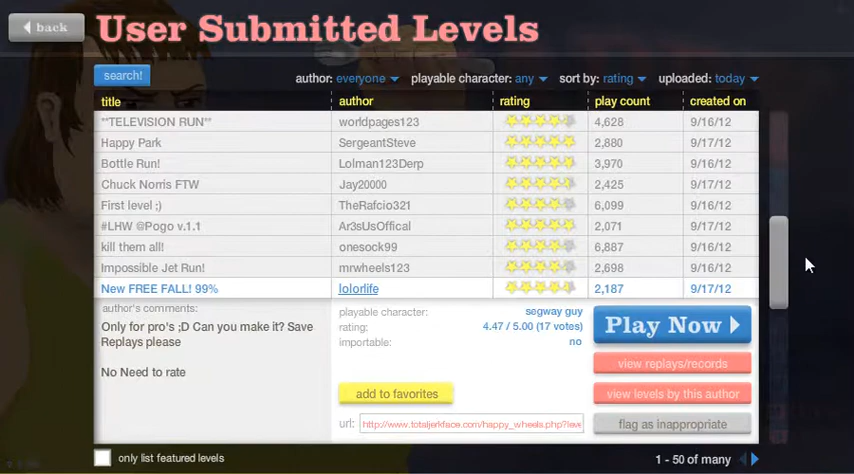 back
User Submitted Levels
search!
author: everyone playable character: any sort by: rating uploaded: today
title author rating play count created on
"TELEVISION RUN" worldpages123 4,628 9/16/12
Happy Park SergeantSteve 2,880 9/17/12
Bottle Run! Lolman123Derp 3,970 9/16/12
Chuck Norris FTW Jay20000 2,425 9/17/12
First level ;) TheRafcio321 6,099 9/17/12
#LHW @Pogo v.1.1 Ar3sUsOffical 2,071 9/17/12
kill them all! onesock99 6,887 9/16/12
Impossible Jet Run! mrwheels123 2,698 9/16/12
New FREE FALL! 99% lolorlife 2,187 9/17/12
author's comments:
Only for pro's ;D Can you make it? Save
Replays please
No Need to rate
playable character: segway guy
rating: 4.47 / 5.00 (17 votes)
importable: no
add to favorites
url: http://www.totaljerkface.com/happy_wheels.php?leve
Play Now
view replays/records
view levels by this author
flag as inappropriate
only list featured levels
1 - 50 of many